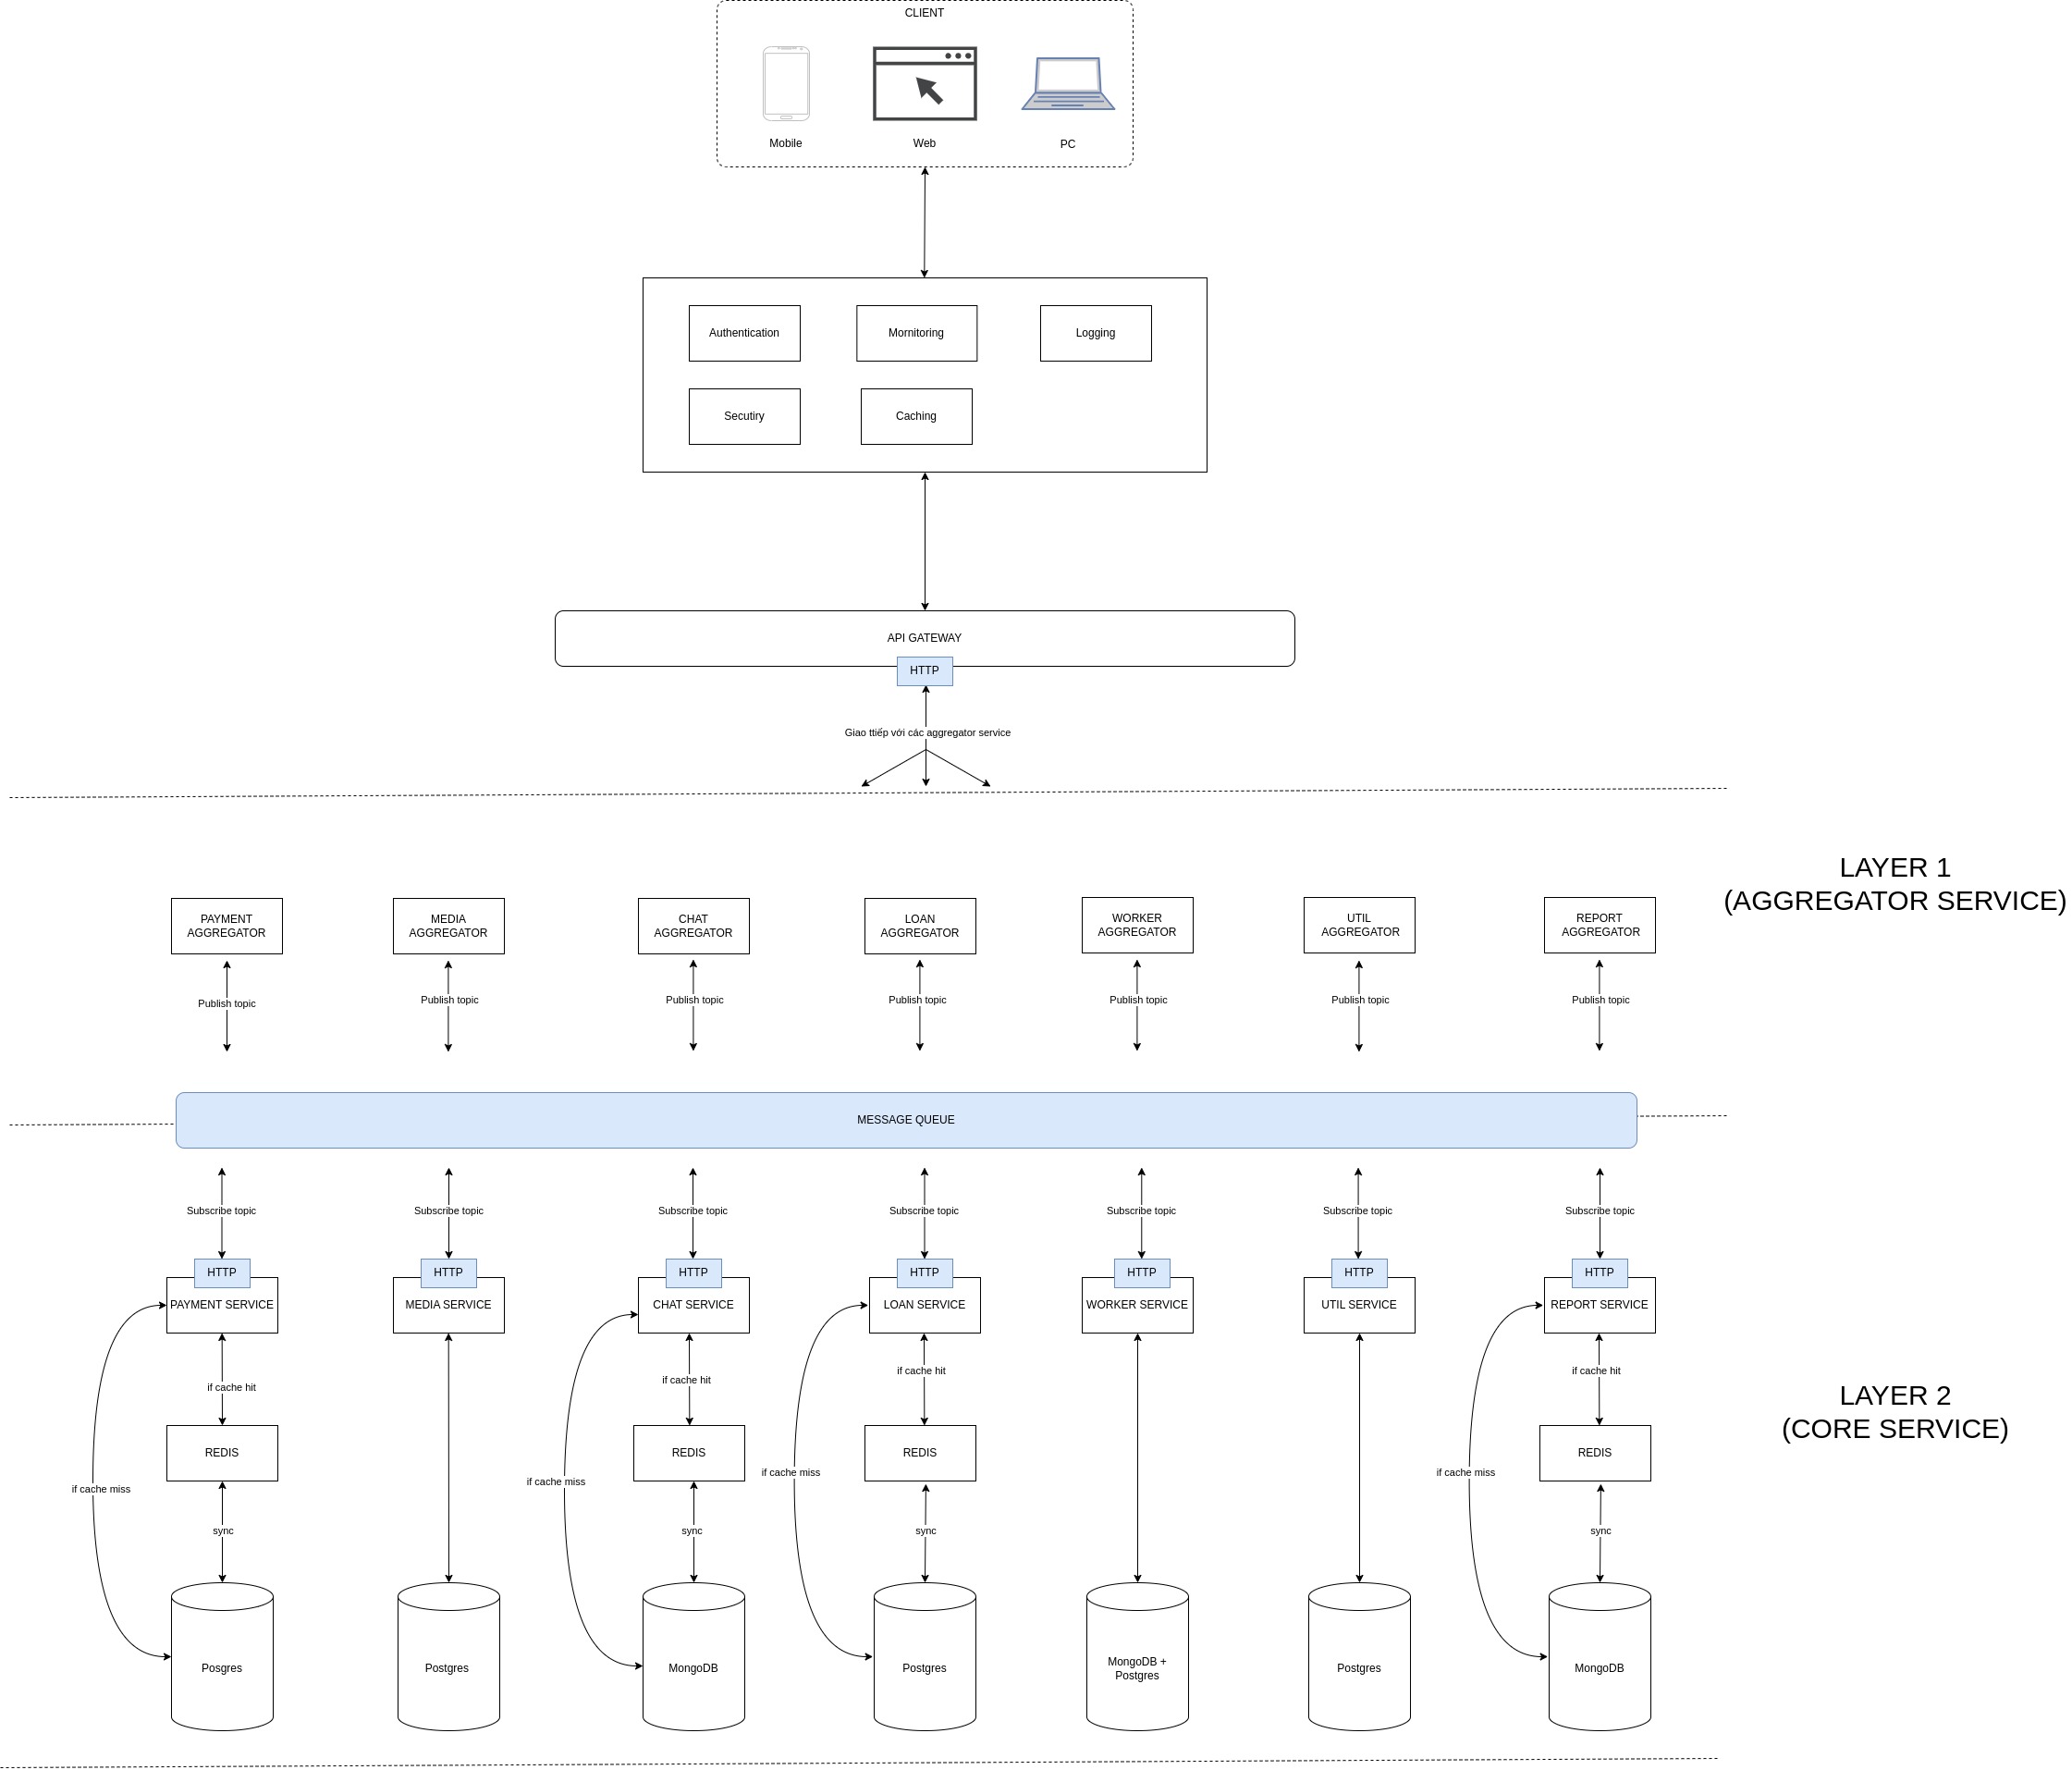 CLIENT
Mobile
Web
PC
Authentication
Mornitoring
Logging
Secutiry
Caching
API GATEWAY
HTTP
Giao ttiếp với các aggregator service
LAYER 1
(AGGREGATOR SERVICE)
PAYMENT
AGGREGATOR
MEDIA
AGGREGATOR
CHAT
AGGREGATOR
LOAN
AGGREGATOR
WORKER
AGGREGATOR
UTIL
AGGREGATOR
REPORT
AGGREGATOR
Publish topic
Publish topic
Publish topic
Publish topic
Publish topic
Publish topic
Publish topic
MESSAGE QUEUE
Subscribe topic
Subscribe topic
Subscribe topic
Subscribe topic
Subscribe topic
Subscribe topic
Subscribe topic
HTTP
HTTP
HTTP
HTTP
HTTP
HTTP
HTTP
PAYMENT SERVICE
MEDIA SERVICE
CHAT SERVICE
LOAN SERVICE
WORKER SERVICE
UTIL SERVICE
REPORT SERVICE
if cache hit
if cache hit
if cache hit
if cache hit
LAYER 2
(CORE SERVICE)
REDIS
REDIS
REDIS
REDIS
if cache miss
if cache miss
if cache miss
if cache miss
sync
sync
sync
sync
Posgres
Postgres
MongoDB
Postgres
MongoDB +
Postgres
Postgres
MongoDB